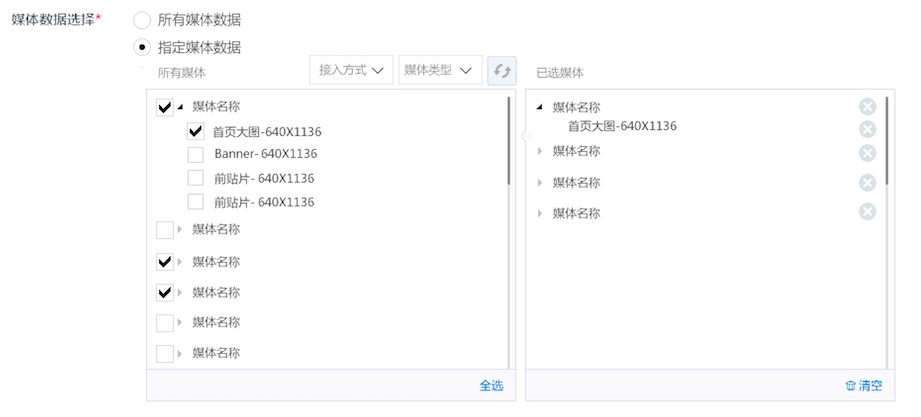 媒体数据选择*
所有媒体数据
指定媒体数据
所有媒体 接入方式 媒体类型
媒体名称
首页大图-640X1136
Banner- 640X1136
前贴片- 640X1136
前贴片- 640X1136
媒体名称
媒体名称
媒体名称
媒体名称
媒体名称
全选
已选媒体
媒体名称
首页大图-640X1136
媒体名称
媒体名称
媒体名称
清空